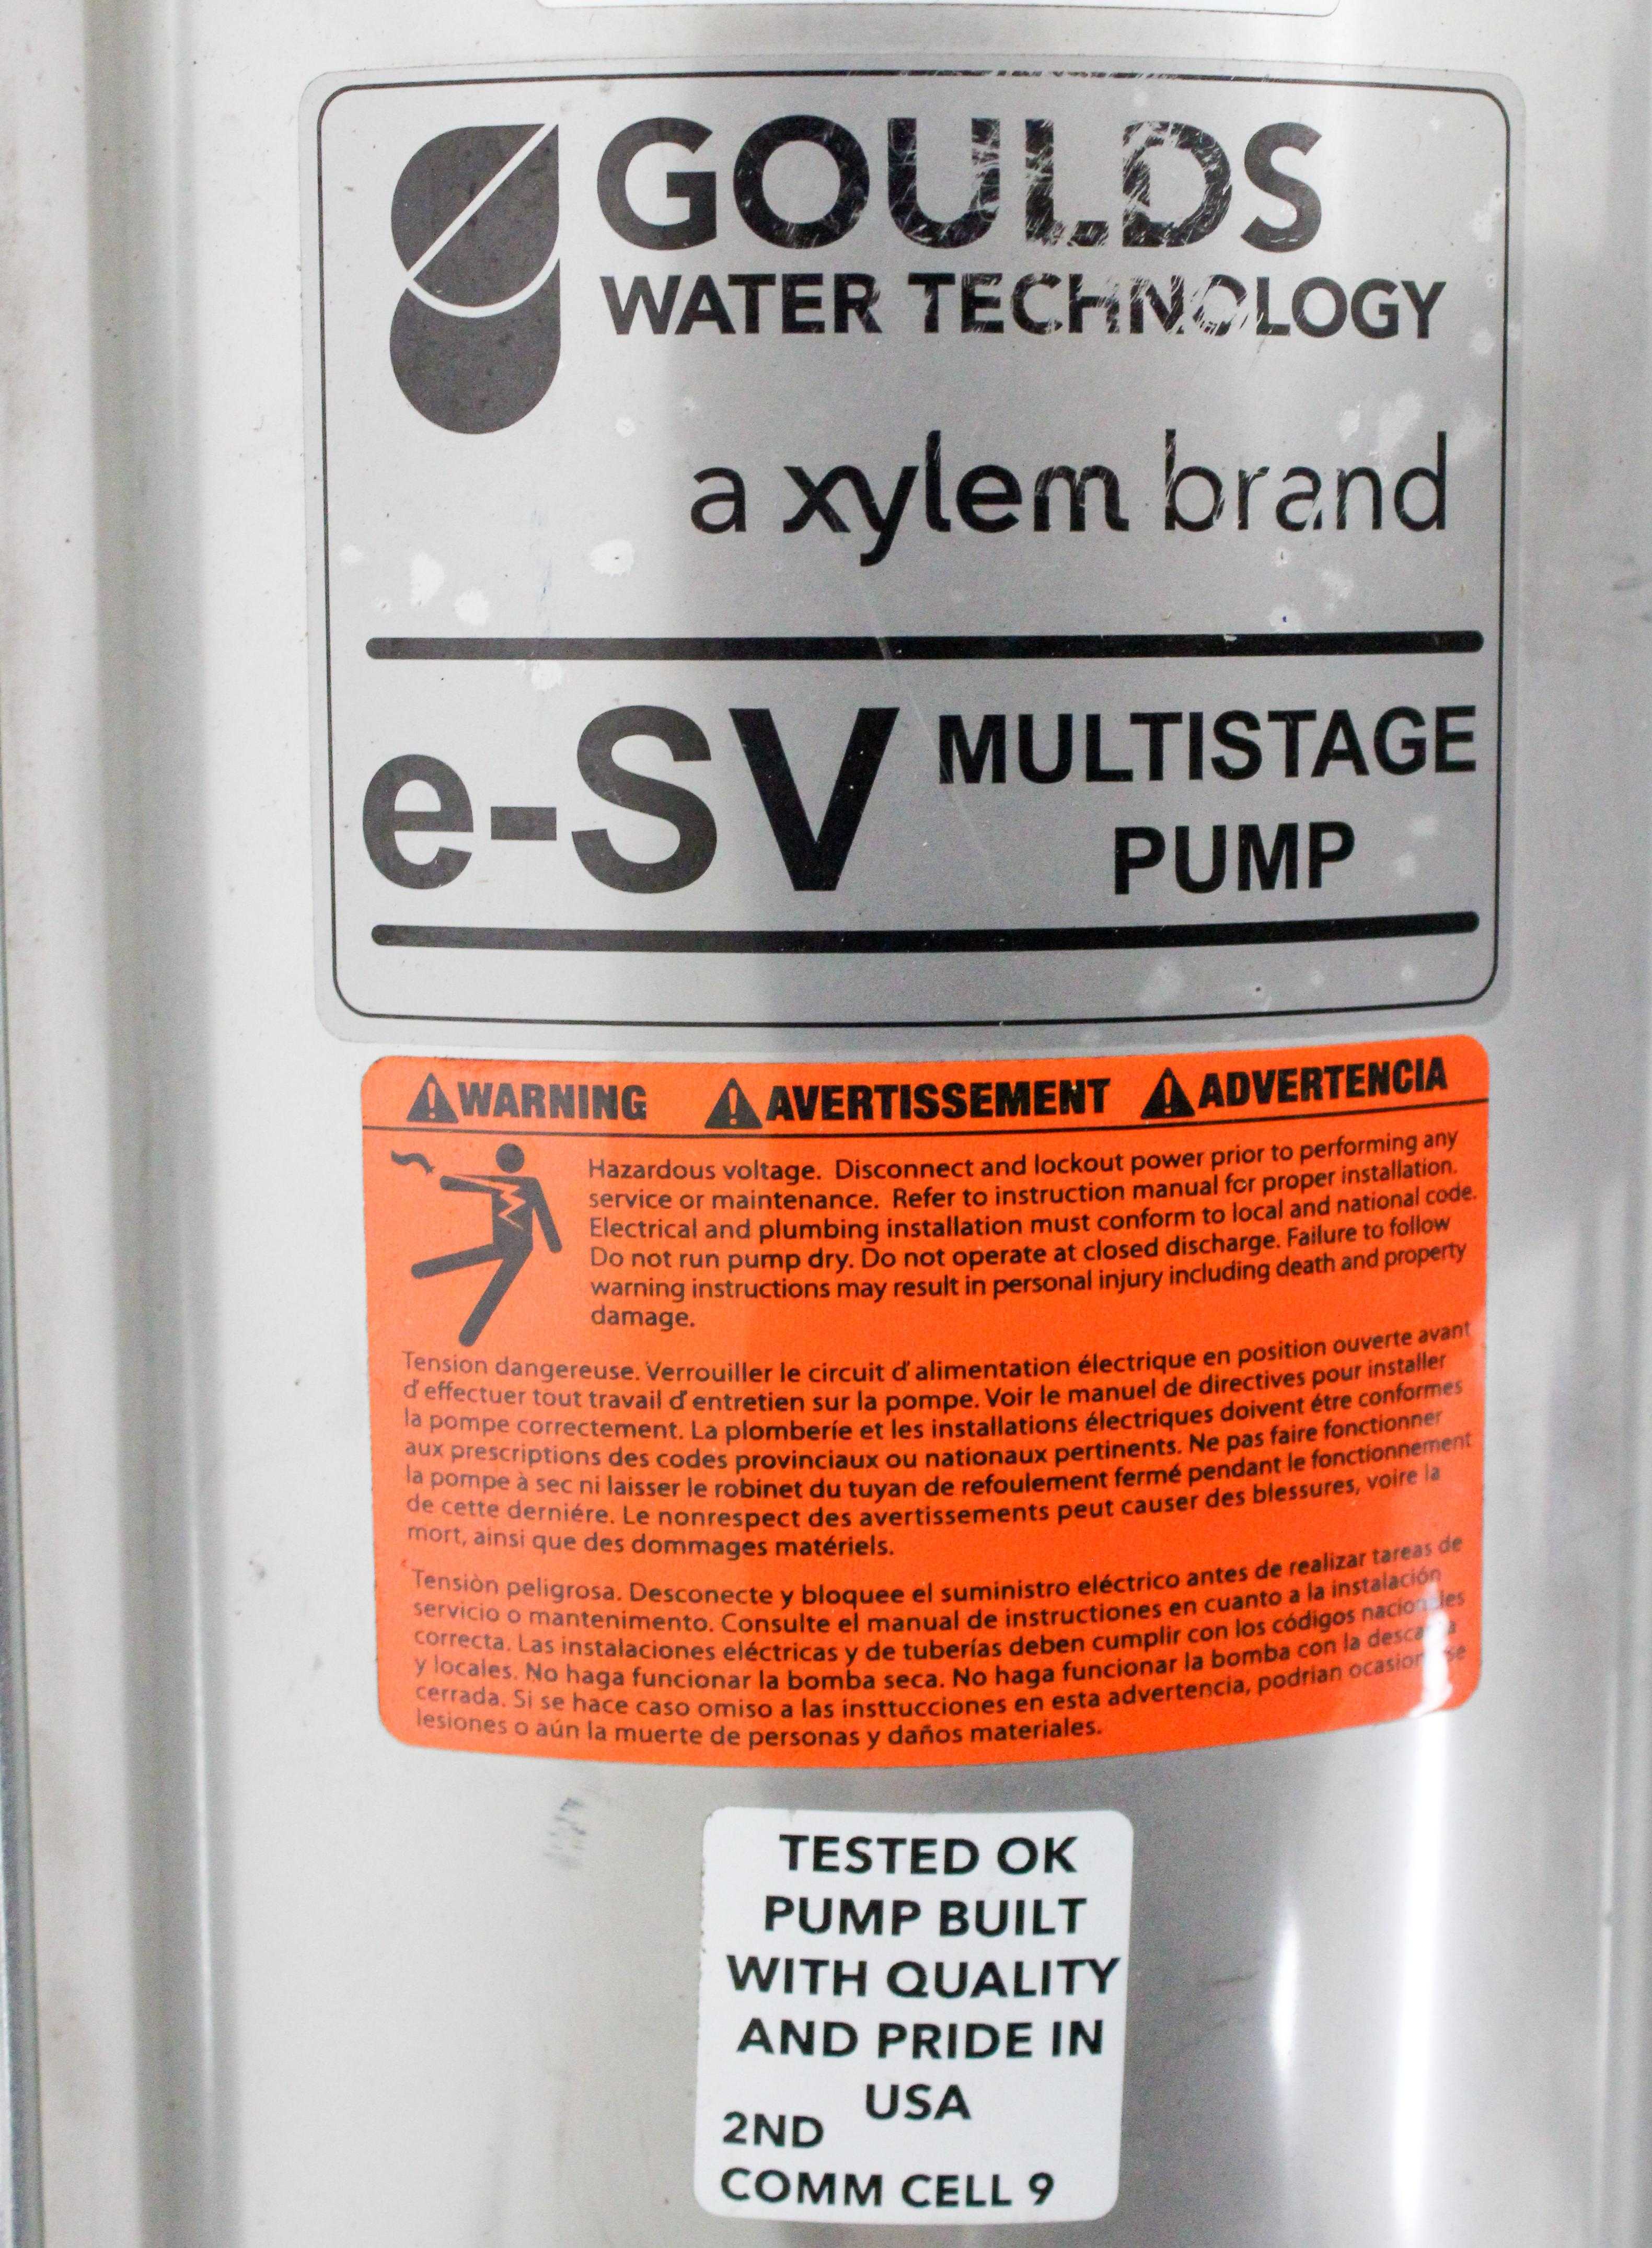 GOULDS
WATER TECHNOLOGY
a xylem brand
e-SV MULTISTAGE
PUMP
WARNING AVERTISSEMENT ADVERTENCIA
Hazardous voltage. Disconnect and lockout power prior to performing any
service or maintenance. Refer to instruction manual for proper installation.
Electrical and plumbing installation must conform to local and national code.
Do not run pump dry. Do not operate at closed discharge. Failure to follow
warning instructions may result in personal injury including death and property
damage.
Tension dangereuse. Verrouiller le circuit d'alimentation électrique en position ouverte avant
d'effectuer tout travail d'entretien sur la pompe. Voir le manuel de directives pour installer
la pompe correctement. La plomberíe et les installations électriques doivent étre conformes
aux prescriptions des codes provinciaux ou nationaux pertinents. Ne pas faire fonctionner
la pompe à sec ni laisser le robinet du tuyan de refoulement fermé pendant le fonctionnement
de cette derniére. Le nonrespect des avertissements peut causer des blessures, voire la
mort, ainsi que des dommages matériels.
Tensiòn peligrosa. Desconecte y bloquee el suministro eléctrico antes de realizar tareas de
servicio o mantenimento. Consulte el manual de instructiones en cuanto a la instalación
correcta. Las instalaciones eléctricas y de tuberías deben cumplir con los códigos nacionales
y locales. No haga funcionar la bomba seca. No haga funcionar la bomba con la
cerrada. Si se hace caso omiso a las insttucciones en esta advertencia, podrian
lesiones o aún la muerte de personas y daños materiales.
TESTED OK
PUMP BUILT
WITH QUALITY
AND PRIDE IN
USA
2ND
COMM CELL 9